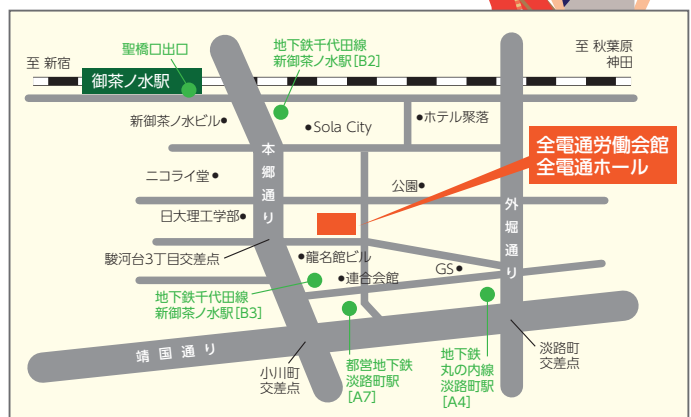 聖橋口出口
地下鉄千代田線
新御茶ノ水駅[B2]
至 秋葉原
神田
至 新宿
御茶ノ水駅
新御茶ノ水ビル
Sola City
ホテル聚落
全電通労働会館
全電通ホール
本郷通り
ニコライ堂
公園
外堀通り
日大理工学部
駿河台3丁目交差点
龍名館ビル
連合会館
GS
地下鉄千代田線
新御茶ノ水駅[B3]
靖国通り
小川町
交差点
都営地下鉄
淡路町駅
[A7]
地下鉄
丸の内線
淡路町駅
[A4]
淡路町
交差点